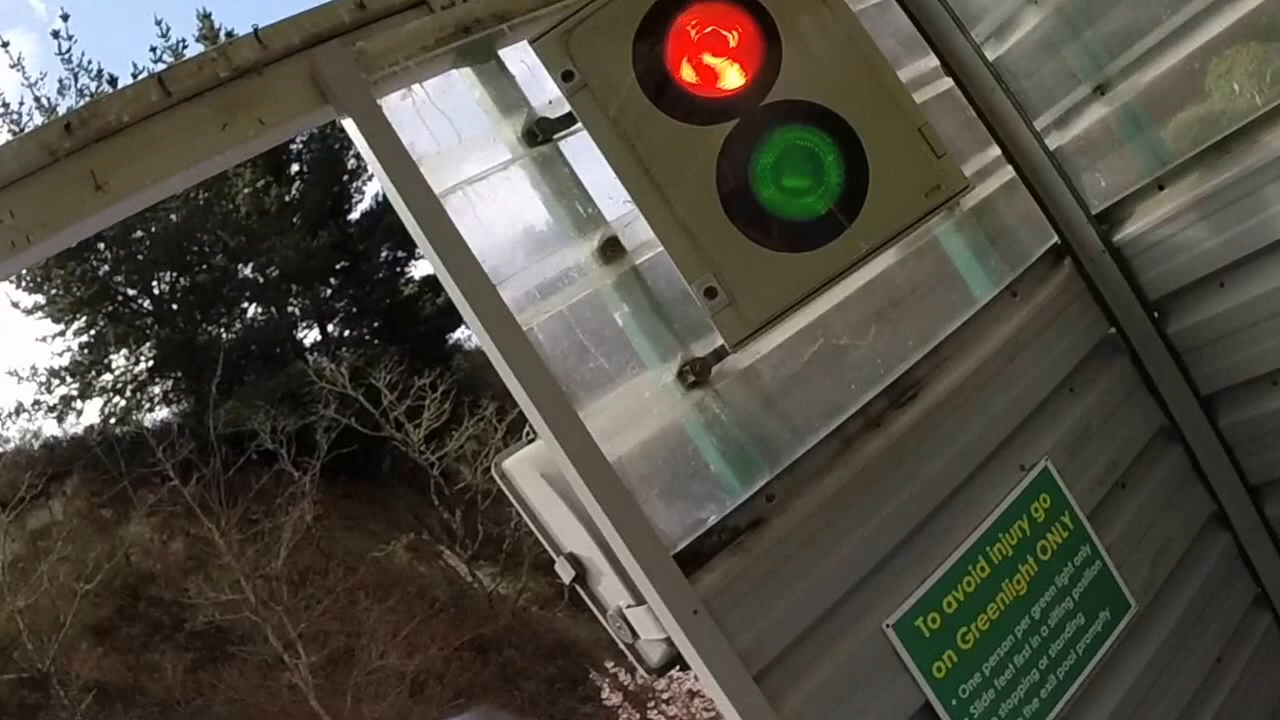 To avoid injury go
on Greenlight ONLY
• One person per green light only
Slide feet first in a sitting position
stopping or standing
the exit pool promptly